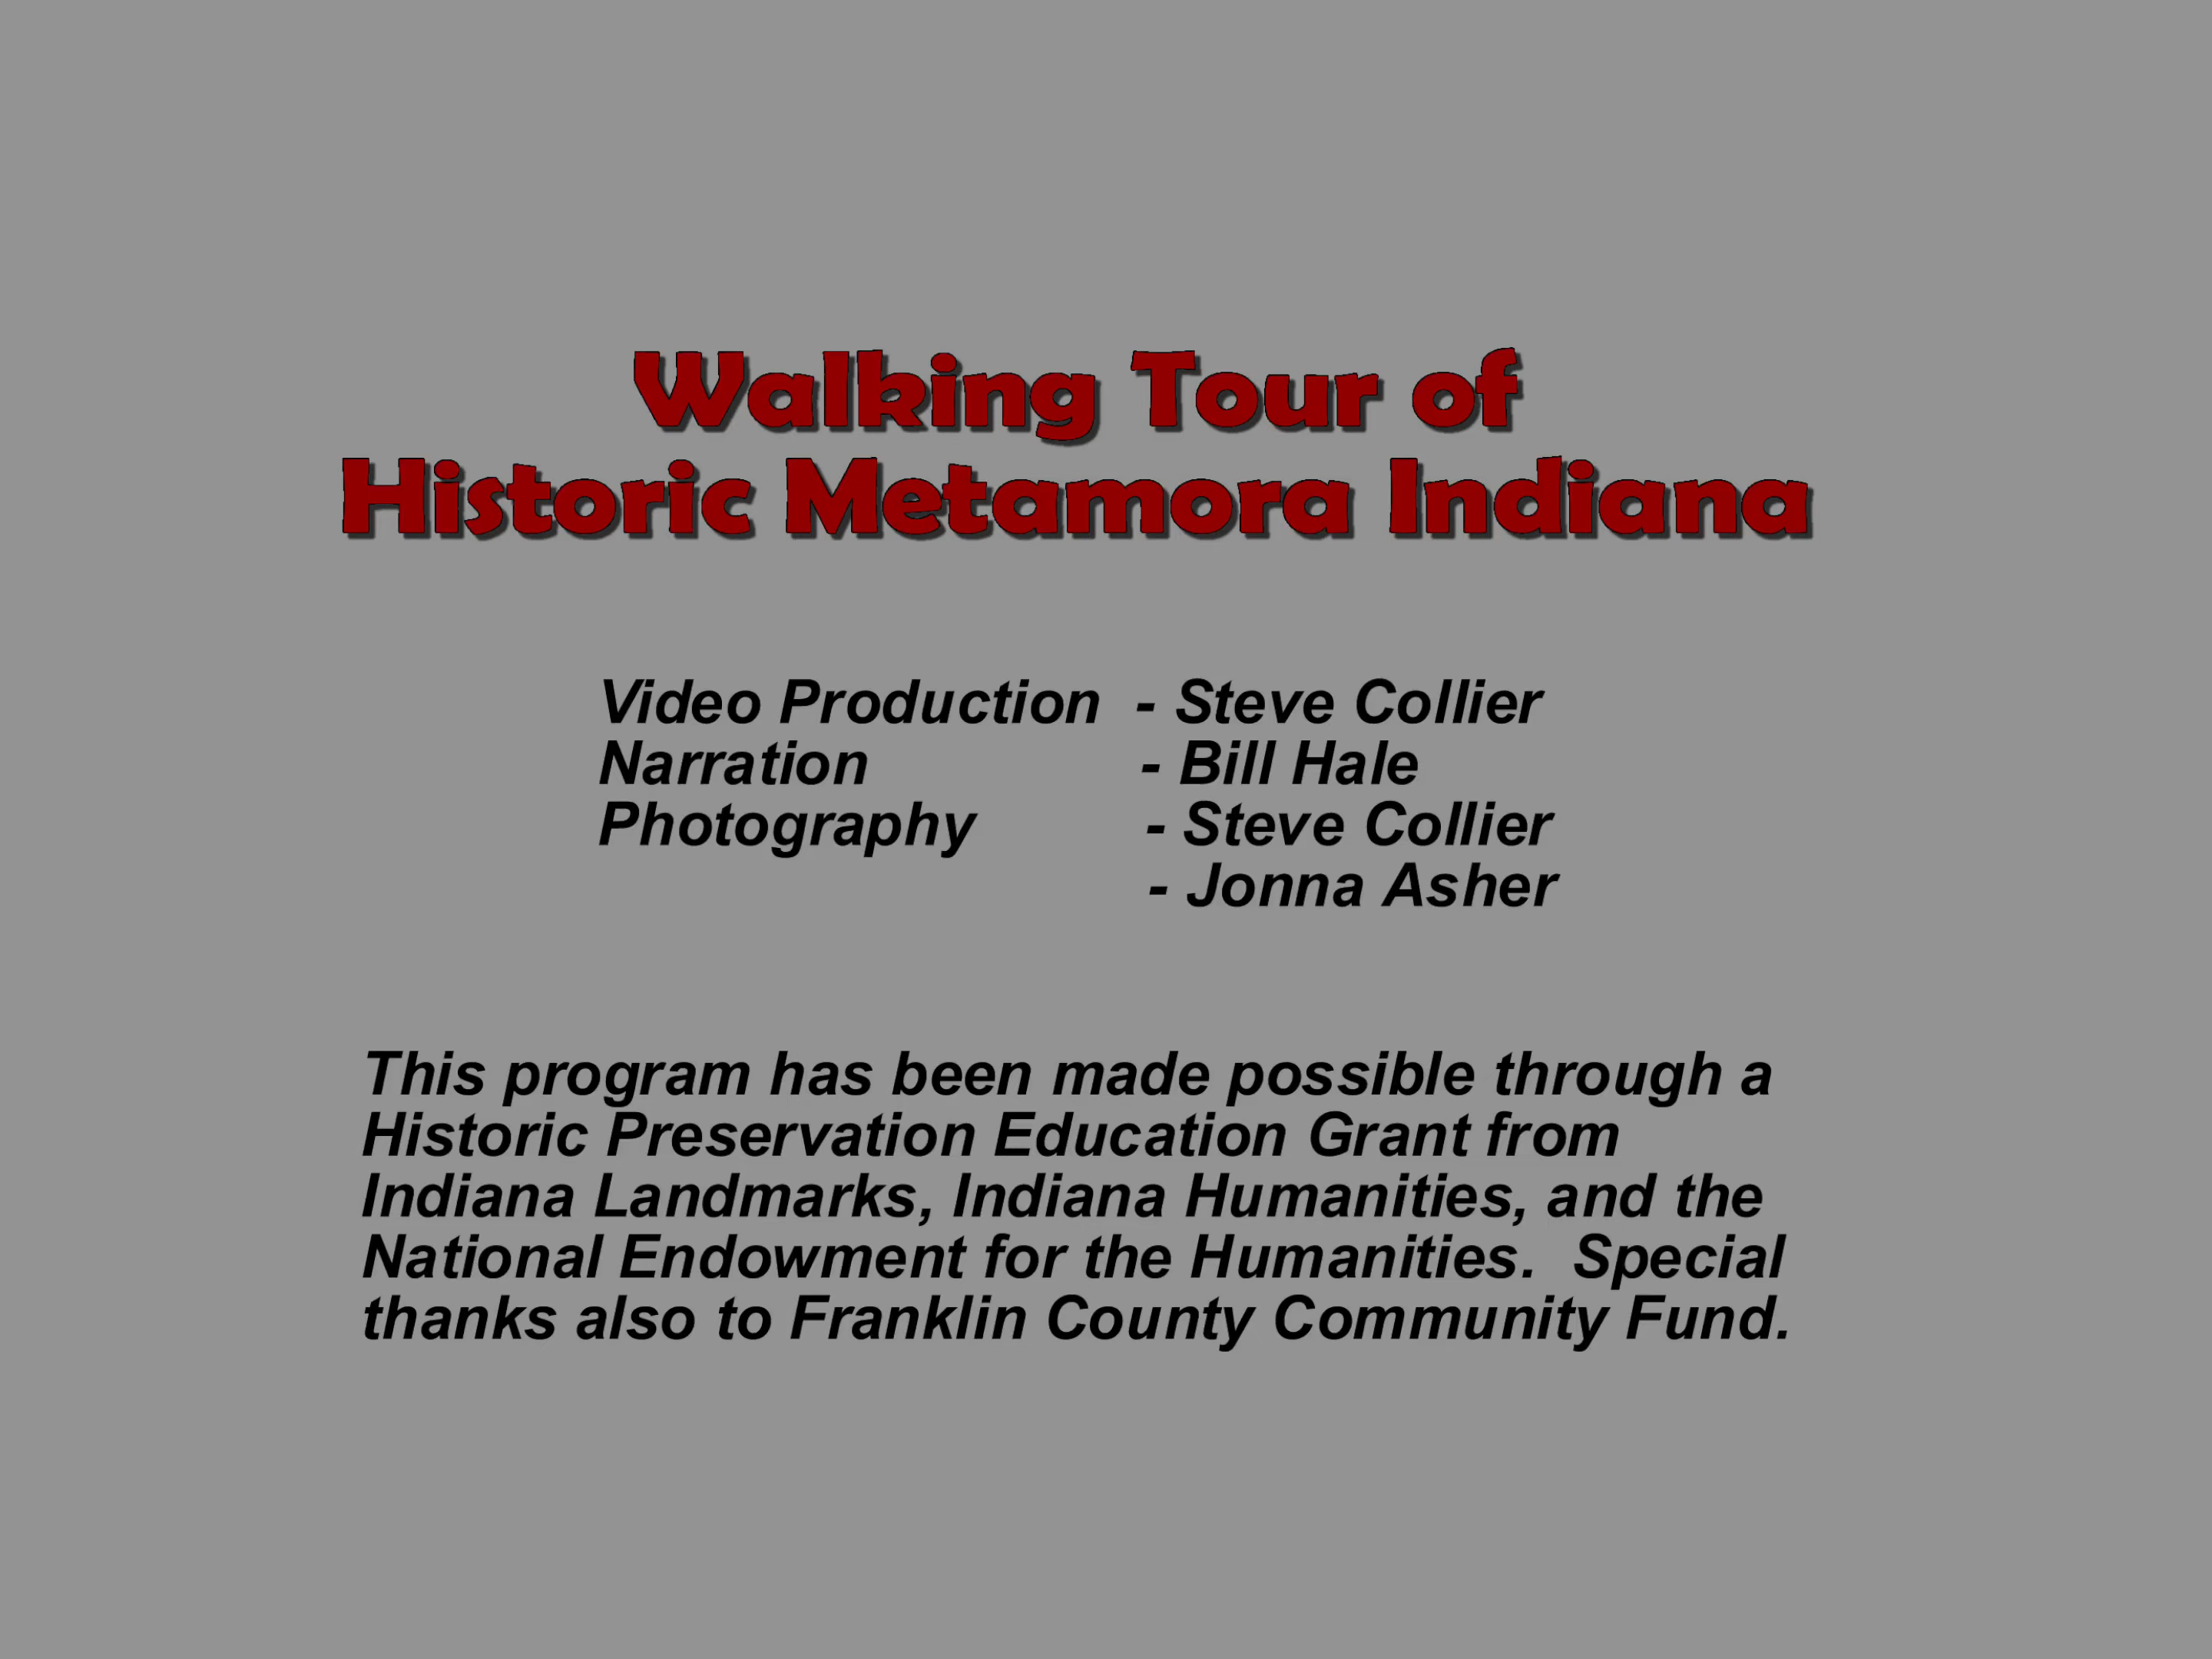 Walking Tour of
Historic Metamora Indiana
Video Production - Steve Collier
Narration - Bill Hale
Photography - Steve Collier
- Jonna Asher
This program has been made possible through a
Historic Preservation Education Grant from
Indiana Landmarks, Indiana Humanities, and the
National Endowment for the Humanities.  Special
thanks also to Franklin County Community Fund.